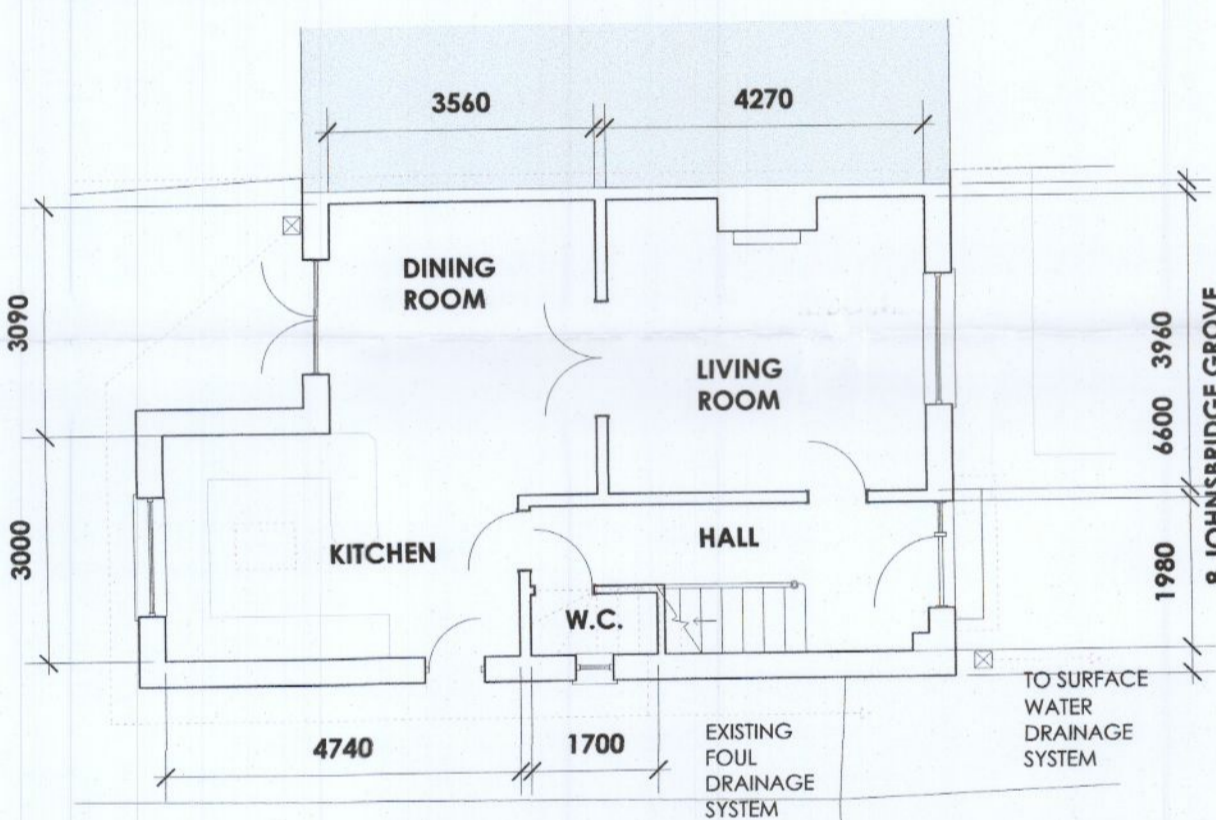 3560
4270
DINING
ROOM
3090
LIVING
ROOM
3960
6600
JOHNSBRIDGE GROVE
3000
KITCHEN
HALL
W.C.
1980
4740
1700
EXISTING
FOUL
DRAINAGE
SYSTEM
TO SURFACE
WATER
DRAINAGE
SYSTEM